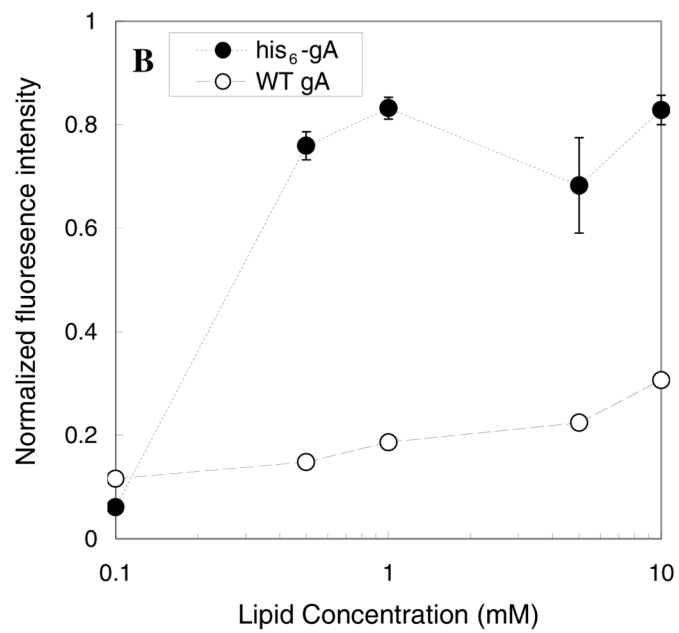 1
B
his6-gA
WT gA
0.8
0.6
0.4
0.2
0
0.1
1
10
Normalized fluoresence intensity
Lipid Concentration (mM)